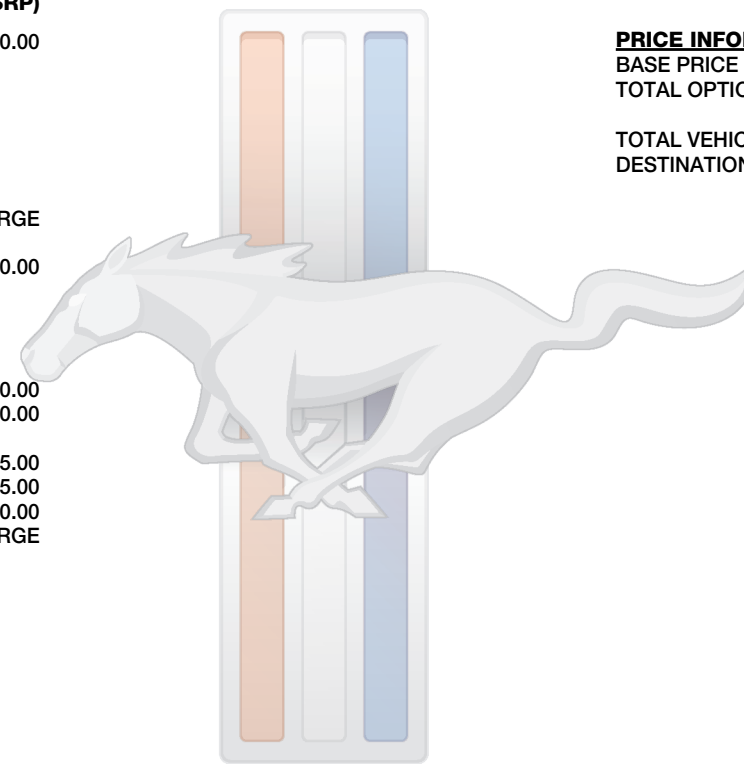 SRP)
0.00
RGE
0.00
0.00
0.00
5.00
5.00
0.00
RGE
PRICE INFO
BASE PRICE
TOTAL OPTIO
TOTAL VEHIC
DESTINATION